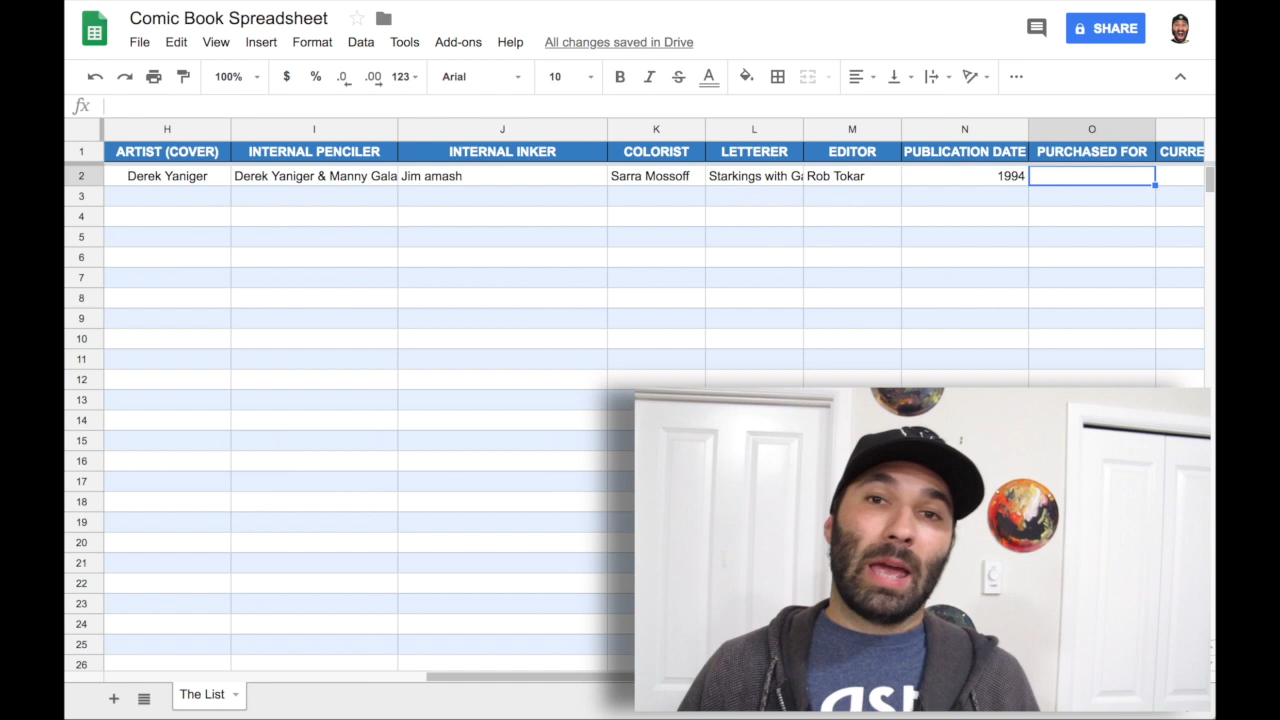 Comic Book Spreadsheet
File Edit View Insert Format Data Tools Add-ons Help All changes saved in Drive
SHARE
100% $ % .0 .00 123 Arial 10 B I S A
fx
H I J K L M N O
1 ARTIST (COVER) INTERNAL PENCILER INTERNAL INKER COLORIST LETTERER EDITOR PUBLICATION DATE PURCHASED FOR CURRE
2 Derek Yaniger Derek Yaniger & Manny Gala Jim amash Sarra Mossoff Starkings with Ga Rob Tokar 1994
3
4
5
6
7
8
9
10
11
12
13
14
15
16
17
18
19
20
21
22
23
24
25
26
The List
ast